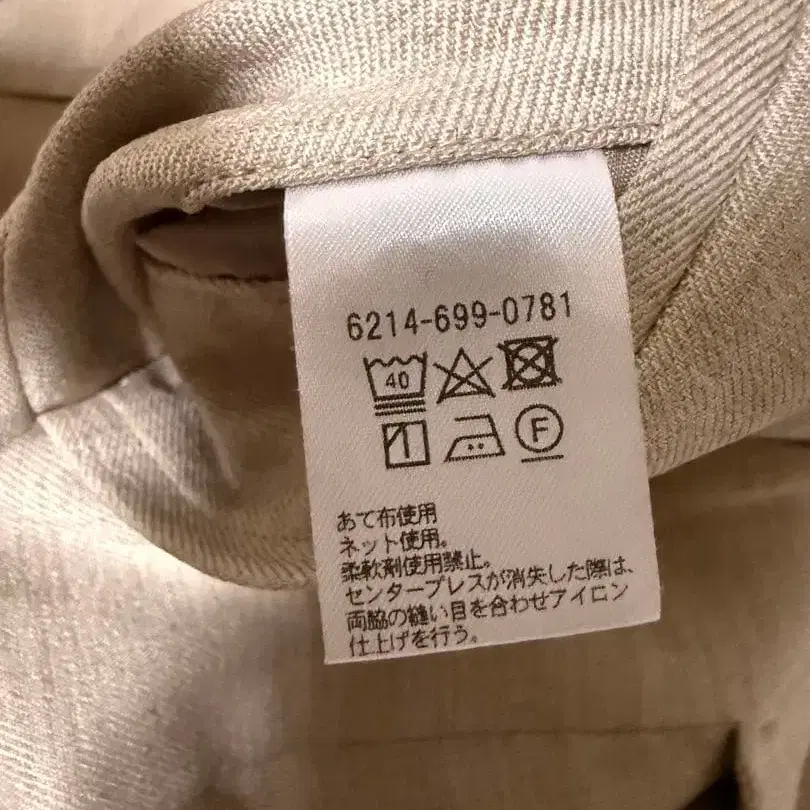 6214-699-0781
40
F
あて布使用
ネット使用。
柔軟剤使用禁止。
センタープレスが消失した際は、
両脇の縫い目を合わせアイロン
仕上げを行う。